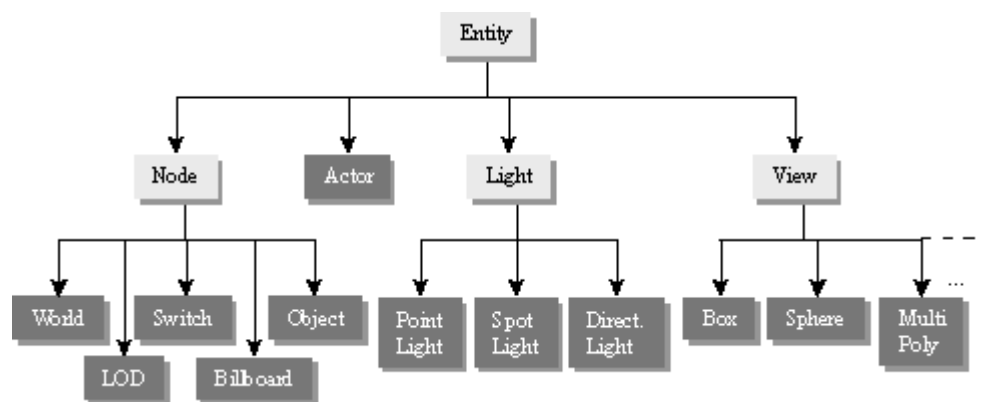 Entity
Node
Actor
Light
View
World
Switch
Object
LOD
Billboard
Point
Light
Spot
Light
Direct.
Light
Box
Sphere
Multi
Poly
...